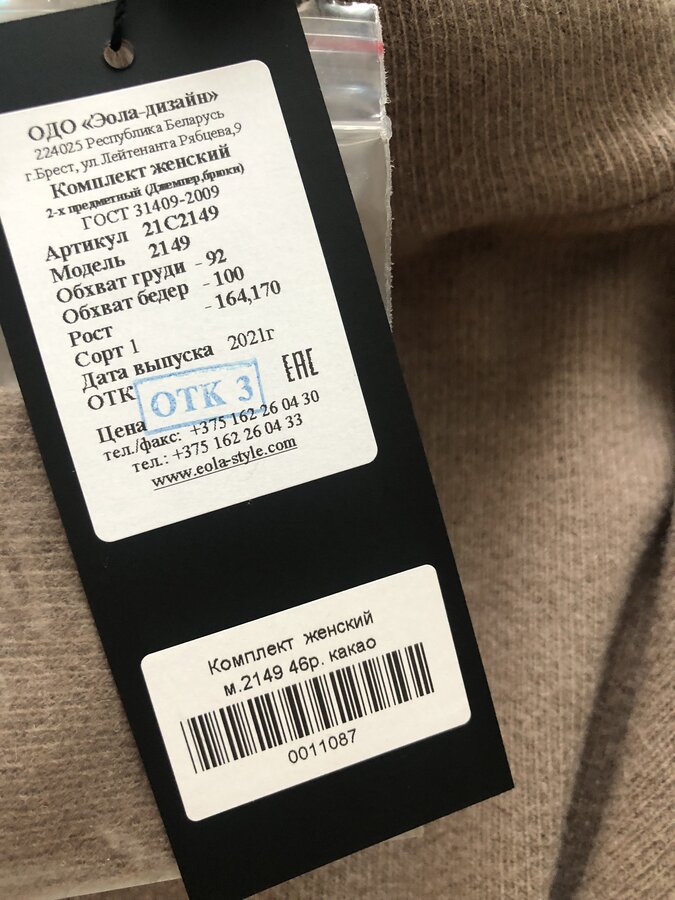 ОДО «Эола-дизайн»
224025 Республика Беларусь
г.Брест, ул.Лейтенанта Рябцева,9
Комплект женский
2-х предметный (Джемпер,брюки)
ГОСТ 31409-2009
Артикул 21С2149
Модель 2149
Обхват груди - 92
Обхват бедер - 100
Рост - 164,170
Сорт 1
Дата выпуска 2021г
ОТК ОТК 3 ЕАС
Цена
тел./факс: +375 162 26 04 30
тел.: +375 162 26 04 33
www.eola-style.com
Комплект женский
м.2149 46р. какао
0011087